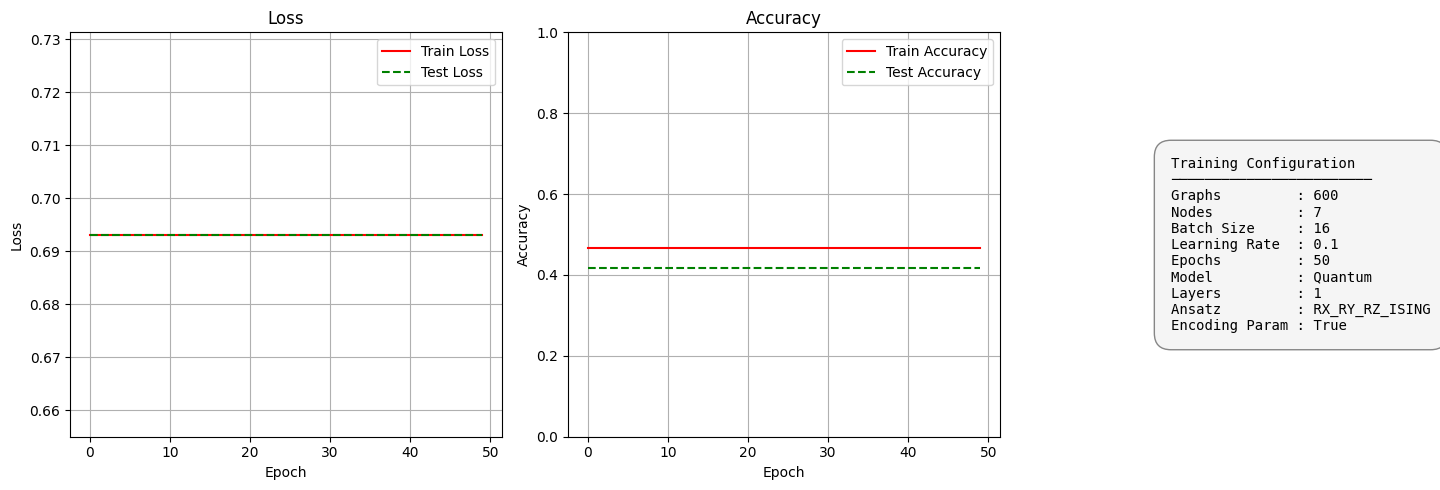 Loss
0.73
0.72
0.71
0.70
0.69
0.68
0.67
0.66
Loss
0
10
20
30
40
50
Epoch
Train Loss
Test Loss
Accuracy
1.0
0.8
0.6
0.4
0.2
0.0
Accuracy
0
10
20
30
40
50
Epoch
Train Accuracy
Test Accuracy
Training Configuration
Graphs : 600
Nodes : 7
Batch Size : 16
Learning Rate : 0.1
Epochs : 50
Model : Quantum
Layers : 1
Ansatz : RX_RY_RZ_ISING
Encoding Param : True